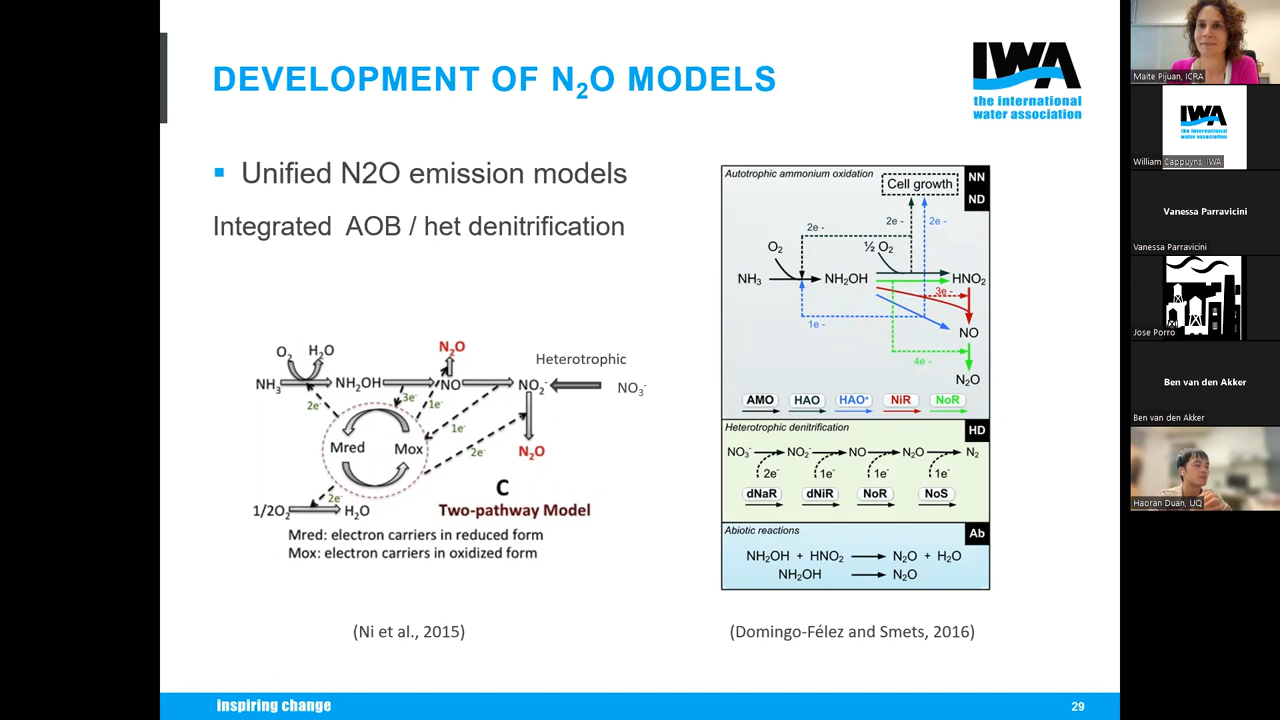 DEVELOPMENT OF N2O MODELS
IWA
the international
water association
▪ Unified N2O emission models
Integrated AOB / het denitrification
O2
H2O
N2O
Heterotrophic
NH3
NH2OH
NO
NO2-
NO3-
2e-
3e-
1e-
1e-
2e-
Mred
Mox
N2O
2e-
C
1/2O2
H2O
Two-pathway Model
Mred: electron carriers in reduced form
Mox: electron carriers in oxidized form
(Ni et al., 2015)
Autotrophic ammonium oxidation
NN
ND
Cell growth
2e -
2e -
2e -
O2
½ O2
NH3
NH2OH
HNO2
3e -
1e -
NO
4e -
N2O
AMO
HAO
HAO*
NiR
NoR
Heterotrophic denitrification
HD
NO3-
NO2-
NO
N2O
N2
2e-
1e-
1e-
1e-
dNaR
dNiR
NoR
NoS
Abiotic reactions
Ab
NH2OH + HNO2
N2O + H2O
NH2OH
N2O
(Domingo-Félez and Smets, 2016)
inspiring change
29
Maite Pijuan, ICRA
IWA
the international
water association
William Cappuyns, IWA
Vanessa Parravicini
Vanessa Parravicini
Jose Porro
Ben van den Akker
Ben van den Akker
Haoran Duan, UQ